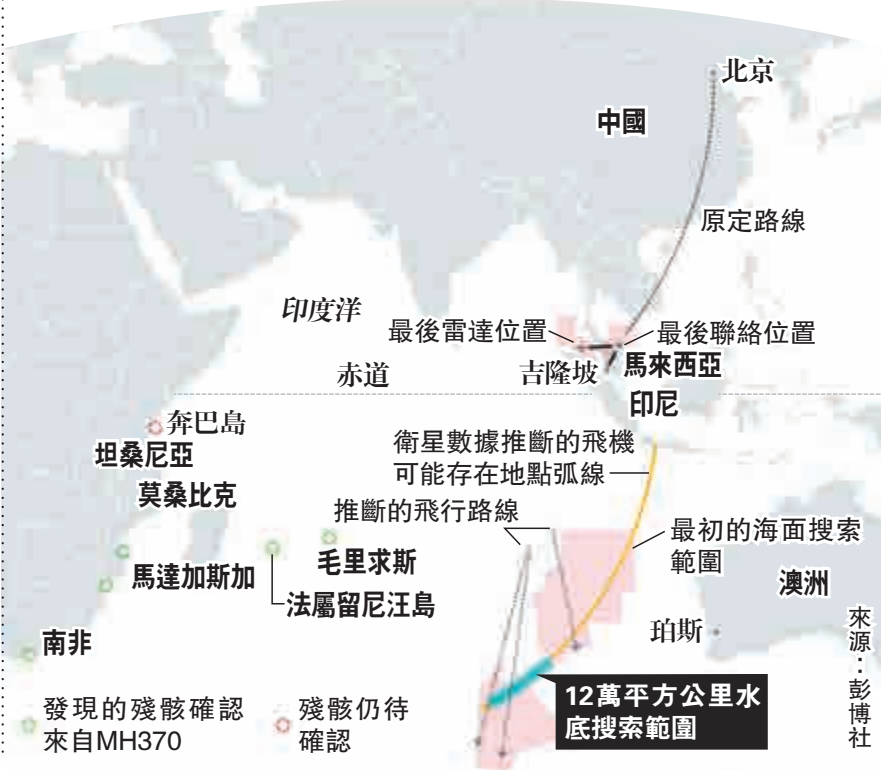 北京
中國
原定路線
印度洋
最後雷達位置
最後聯絡位置
赤道
吉隆坡
馬來西亞
印尼
奔巴島
坦桑尼亞
莫桑比克
衛星數據推斷的飛機
可能存在地點弧線
推斷的飛行路線
最初的海面搜索
範圍
毛里求斯
馬達加斯加
法屬留尼汪島
澳洲
珀斯
南非
12萬平方公里水
底搜索範圍
發現的殘骸確認
來自MH370
殘骸仍待
確認
來源：彭博社